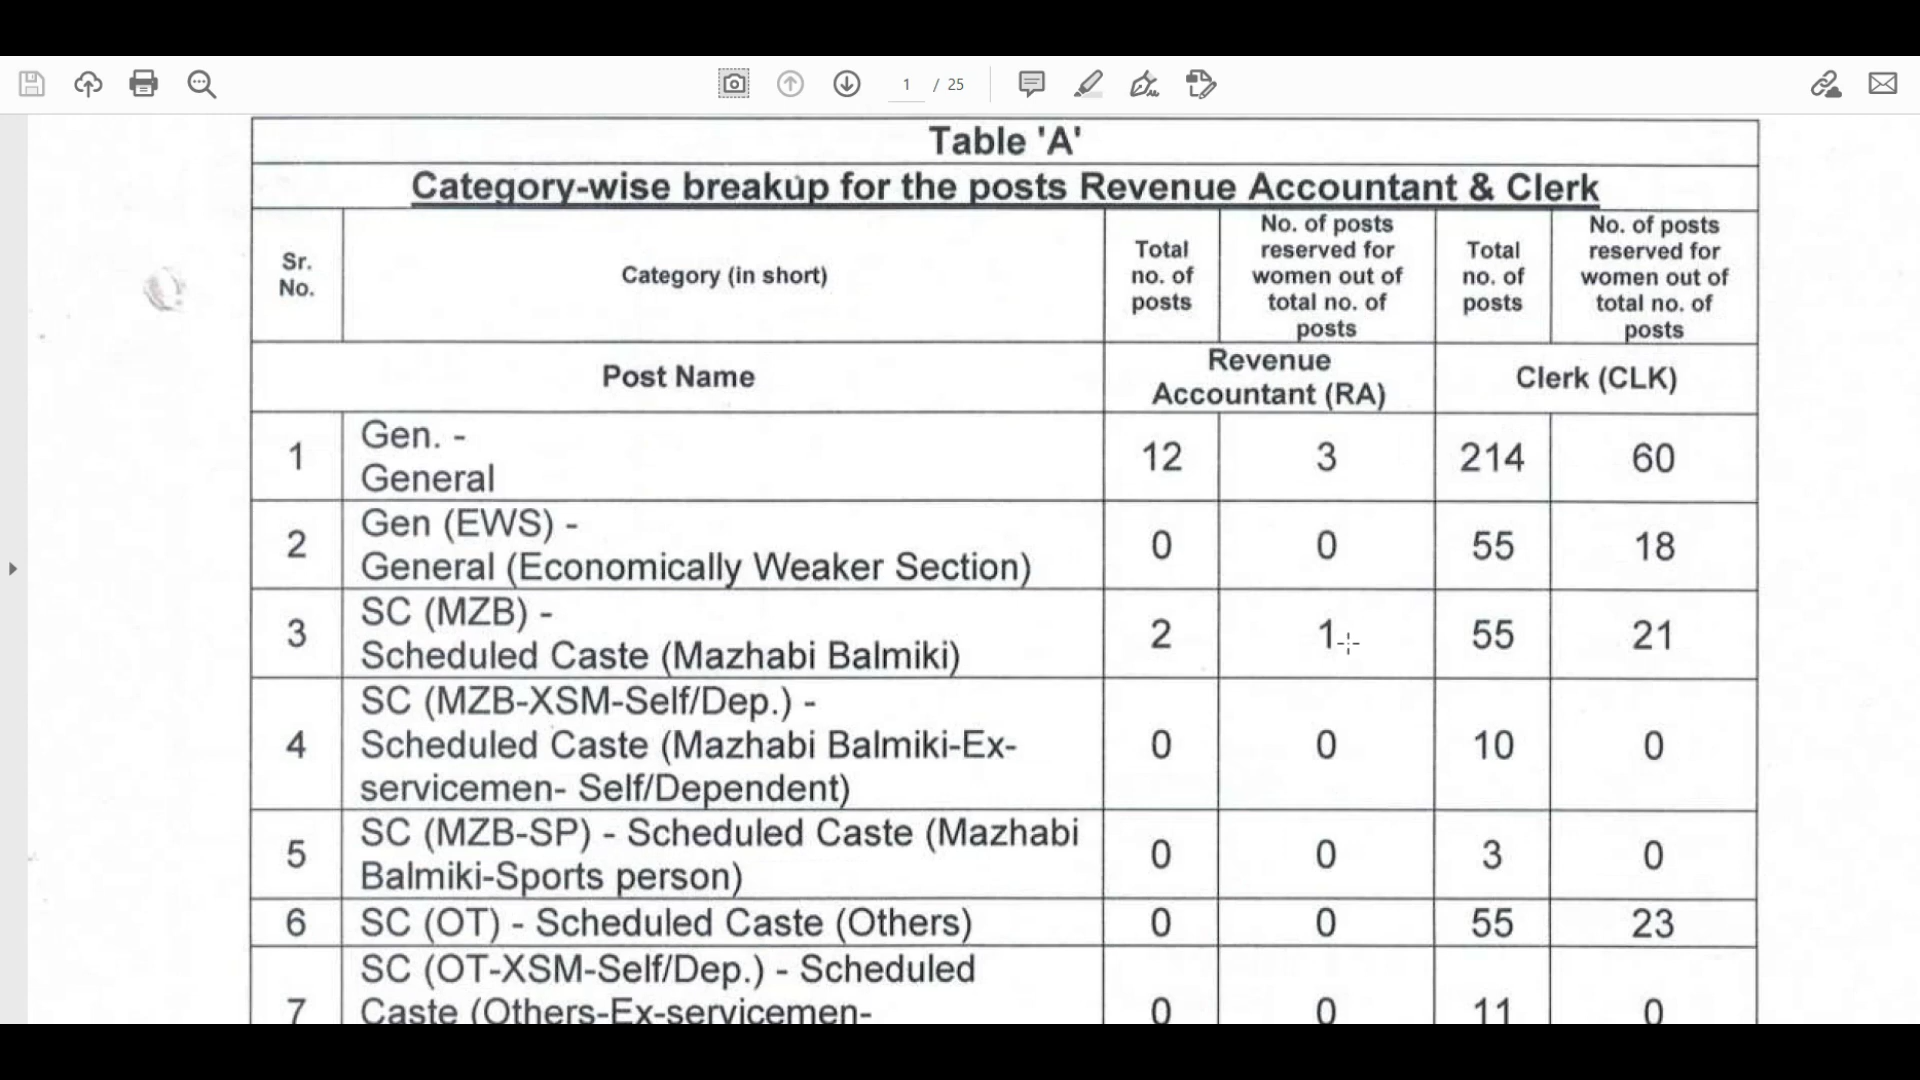 1 / 25
Table 'A'
Category-wise breakup for the posts Revenue Accountant & Clerk
Sr. No.
Category (in short)
Total no. of posts
No. of posts reserved for women out of total no. of posts
Total no. of posts
No. of posts reserved for women out of total no. of posts
Post Name
Revenue Accountant (RA)
Clerk (CLK)
1
Gen. -
General
12 3 214 60
2
Gen (EWS) -
General (Economically Weaker Section)
0 0 55 18
3
SC (MZB) -
Scheduled Caste (Mazhabi Balmiki)
2 1 55 21
4
SC (MZB-XSM-Self/Dep.) -
Scheduled Caste (Mazhabi Balmiki-Ex-
servicemen- Self/Dependent)
0 0 10 0
5
SC (MZB-SP) - Scheduled Caste (Mazhabi
Balmiki-Sports person)
0 0 3 0
6 SC (OT) - Scheduled Caste (Others) 0 0 55 23
7
SC (OT-XSM-Self/Dep.) - Scheduled
Caste (Others-Ex-servicemen-
0 0 11 0